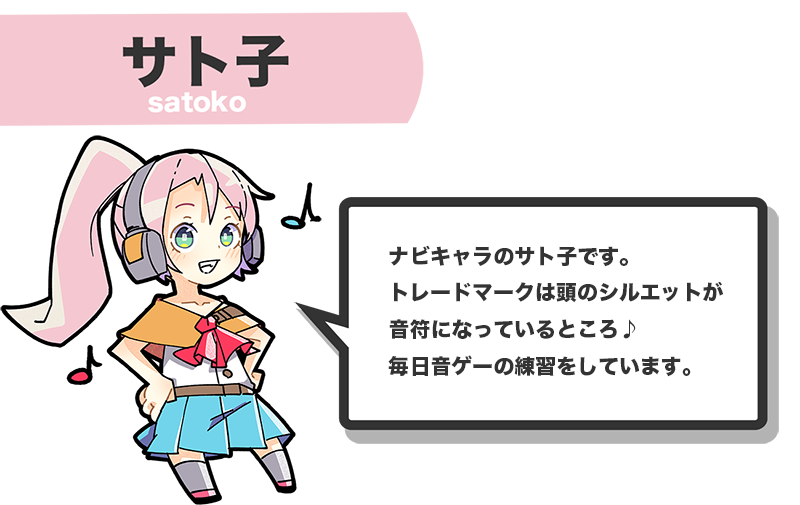 サト子
satoko
ナビキャラのサト子です。
トレードマークは頭のシルエットが
音符になっているところ♪
毎日音ゲーの練習をしています。